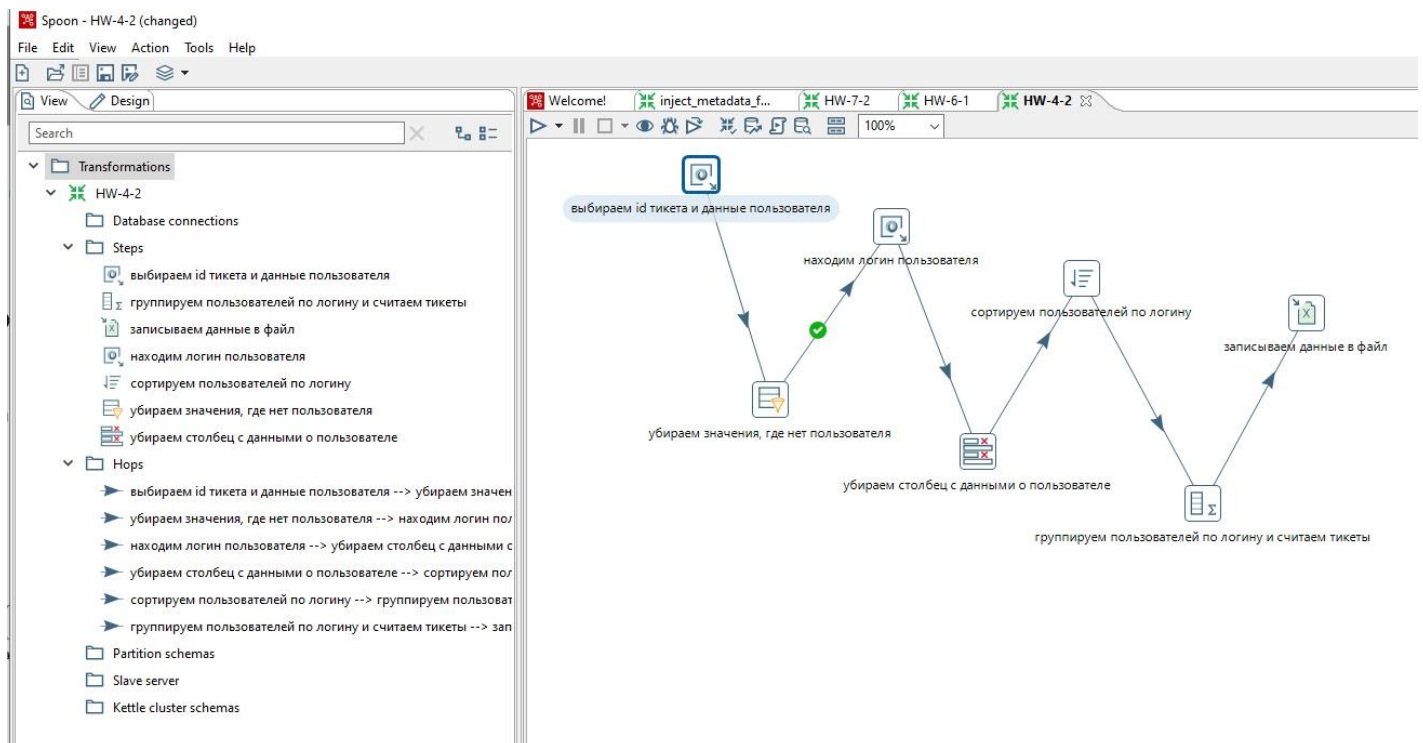 Spoon - HW-4-2 (changed)
File Edit View Action Tools Help
View Design
Search
Transformations
HW-4-2
Database connections
Steps
выбираем id тикета и данные пользователя
группируем пользователей по логину и считаем тикеты
записываем данные в файл
находим логин пользователя
сортируем пользователей по логину
убираем значения, где нет пользователя
убираем столбец с данными о пользователе
Hops
выбираем id тикета и данные пользователя --> убираем значен
убираем значения, где нет пользователя --> находим логин пол
находим логин пользователя --> убираем столбец с данными о
убираем столбец с данными о пользователе --> сортируем пол
сортируем пользователей по логину --> группируем пользоват
группируем пользователей по логину и считаем тикеты --> зап
Partition schemas
Slave server
Kettle cluster schemas
Welcome! inject_metadata_f... HW-7-2 HW-6-1 HW-4-2
100%
выбираем id тикета и данные пользователя
находим логин пользователя
сортируем пользователей по логину
записываем данные в файл
убираем значения, где нет пользователя
убираем столбец с данными о пользователе
группируем пользователей по логину и считаем тикеты